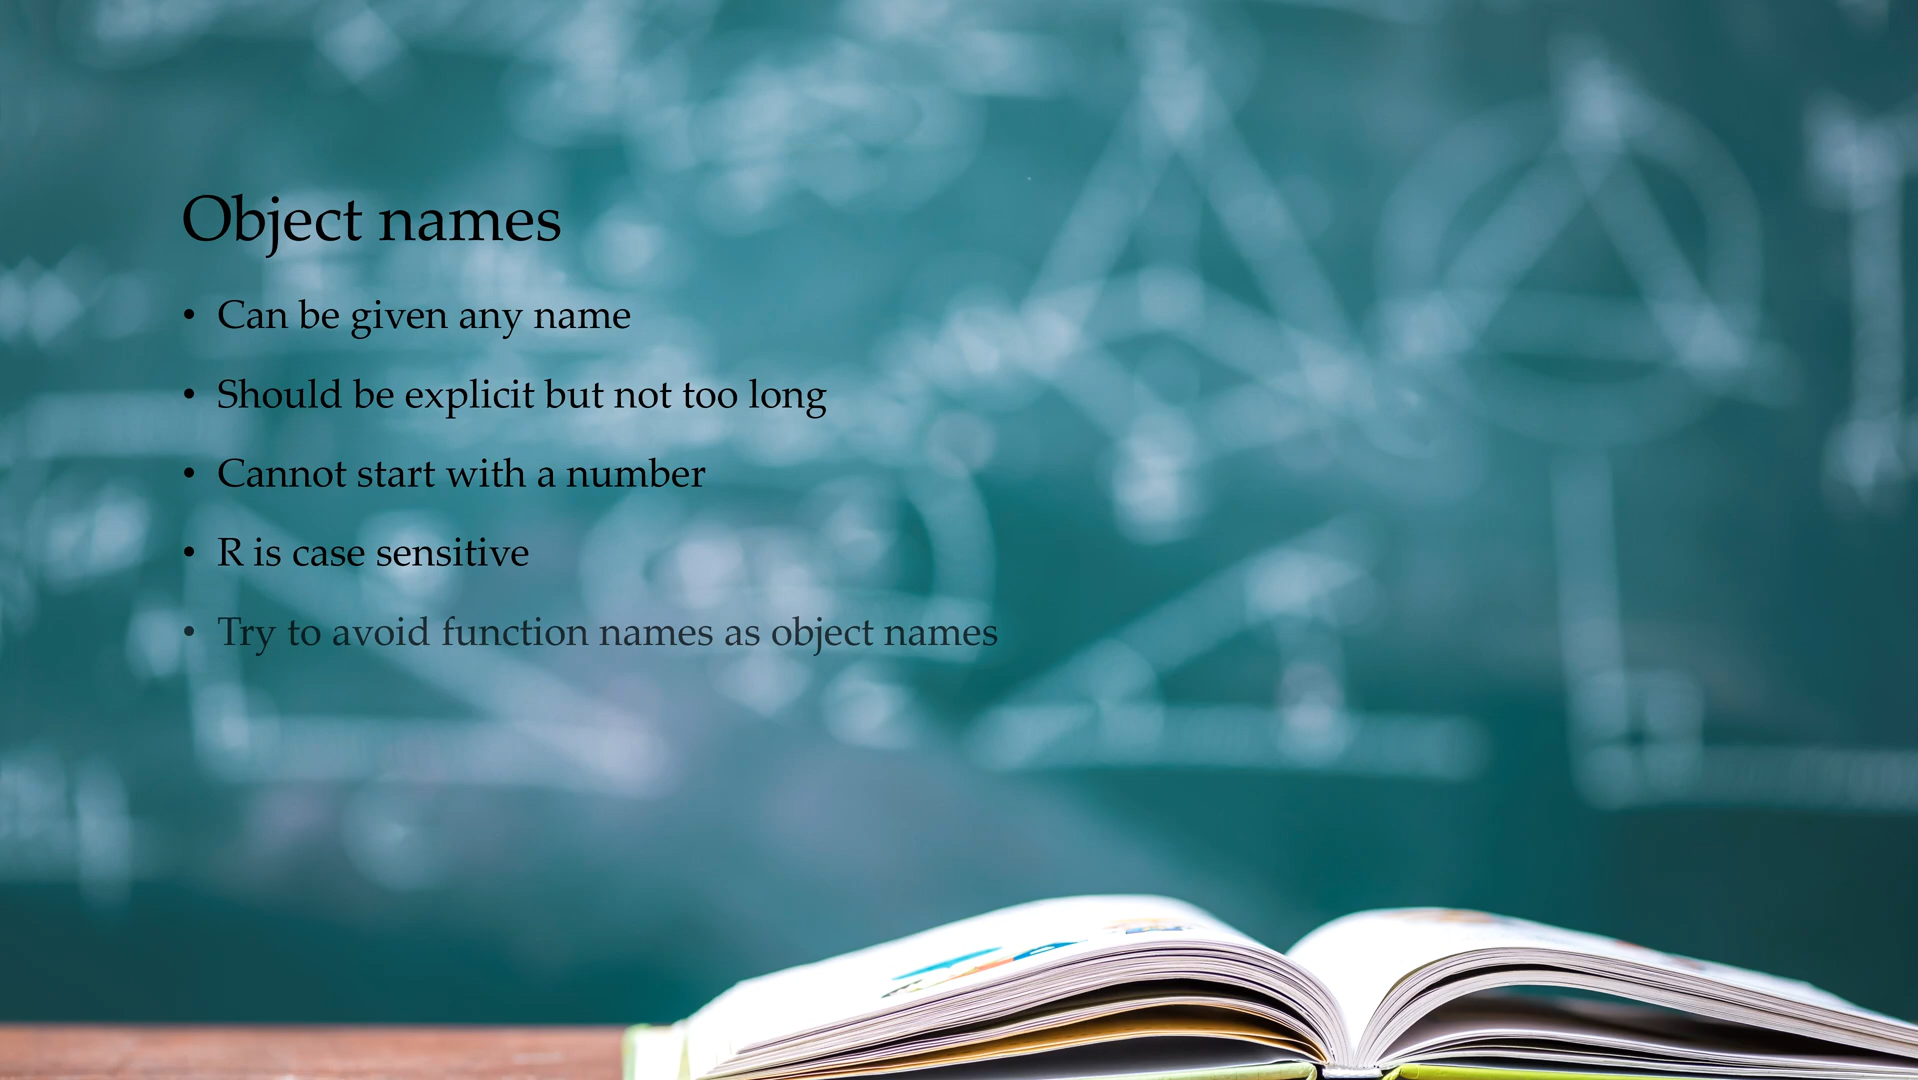 Object names
• Can be given any name
• Should be explicit but not too long
• Cannot start with a number
• R is case sensitive
• Try to avoid function names as object names